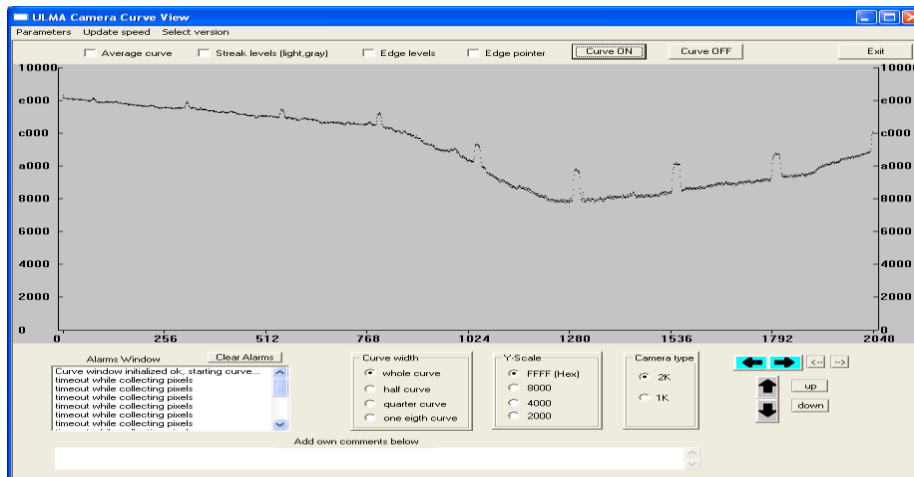 ULMA Camera Curve View
Parameters Update speed Select version
Average curve Streak levels (light,gray) Edge levels Edge pointer Curve ON Curve OFF Exit
10000 10000
e000 e000
c000 c000
a000 a000
8000 8000
6000 6000
4000 4000
2000 2000
0 0
0 256 512 768 1024 1280 1536 1792 2048
Alarms Window Clear Alarms
Curve window initialized ok, starting curve...
timeout while collecting pixels
timeout while collecting pixels
timeout while collecting pixels
timeout while collecting pixels
timeout while collecting pixels
timeout while collecting pixels
Curve width
whole curve
half curve
quarter curve
one eigth curve
Y-Scale
FFFF (Hex)
8000
4000
2000
Camera type
2K
1K
<-- -->
up
down
Add own comments below